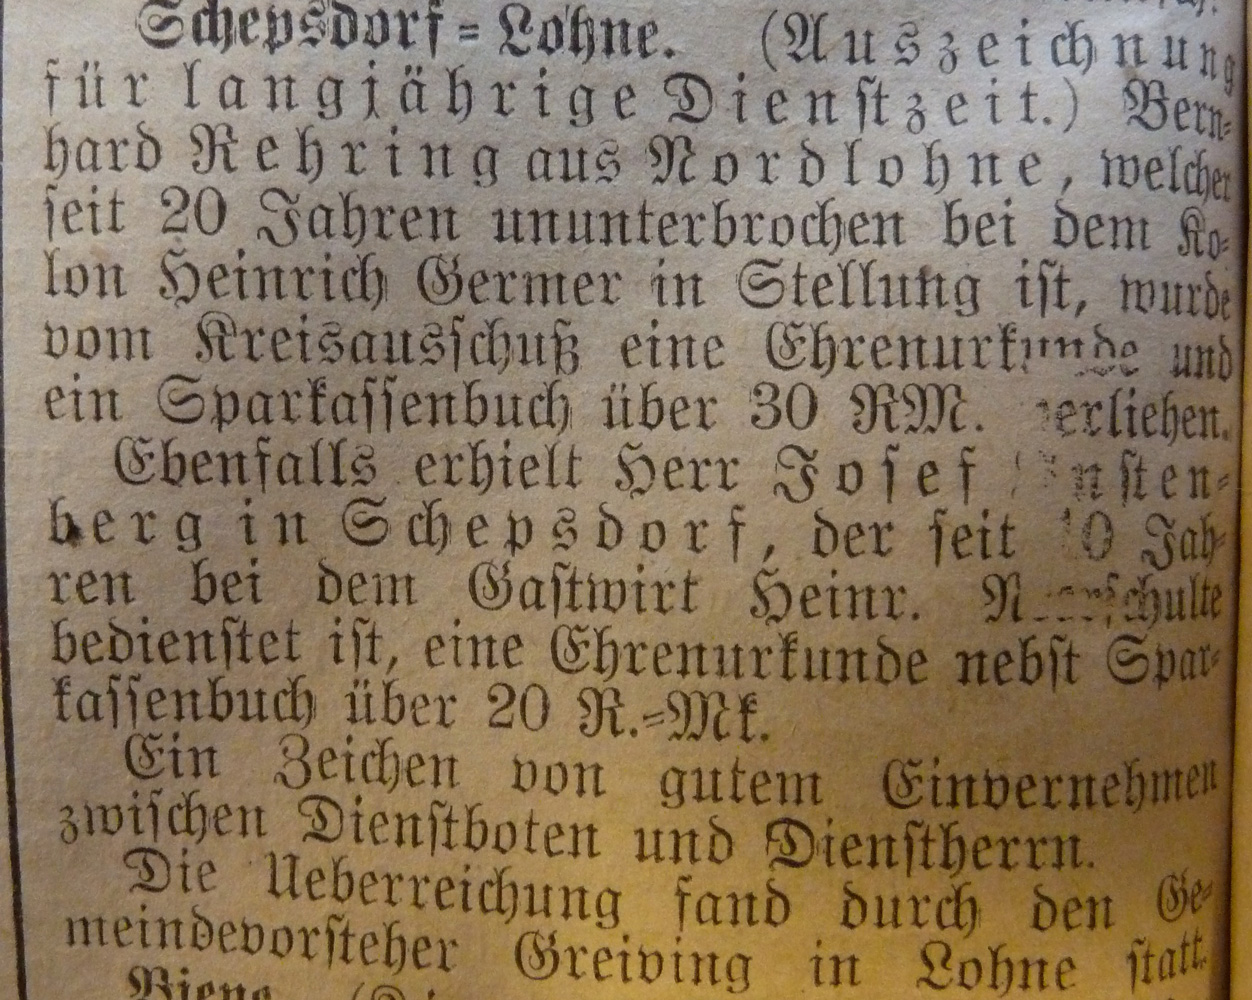 Schepsdorf=Lohne. (Auszeichnung
für langjährige Dienstzeit.) Bern=
hard Rehring aus Nordlohne, welcher
seit 20 Jahren ununterbrochen bei dem Ko=
lon Heinrich Germer in Stellung ist, wurde
vom Kreisausschuß eine Ehrenurkunde und
ein Sparkassenbuch über 30 RM. verliehen.
Ebenfalls erhielt Herr Josef
berg in Schepsdorf, der seit Jah=
ren bei dem Gastwirt Heinr.
bedienstet ist, eine Ehrenurkunde nebst Spar=
kassenbuch über 20 R.=Mk.
Ein Zeichen von gutem Einvernehmen
zwischen Dienstboten und Dienstherrn.
Die Ueberreichung fand durch den Ge=
meindevorsteher Greiving in Lohne statt.